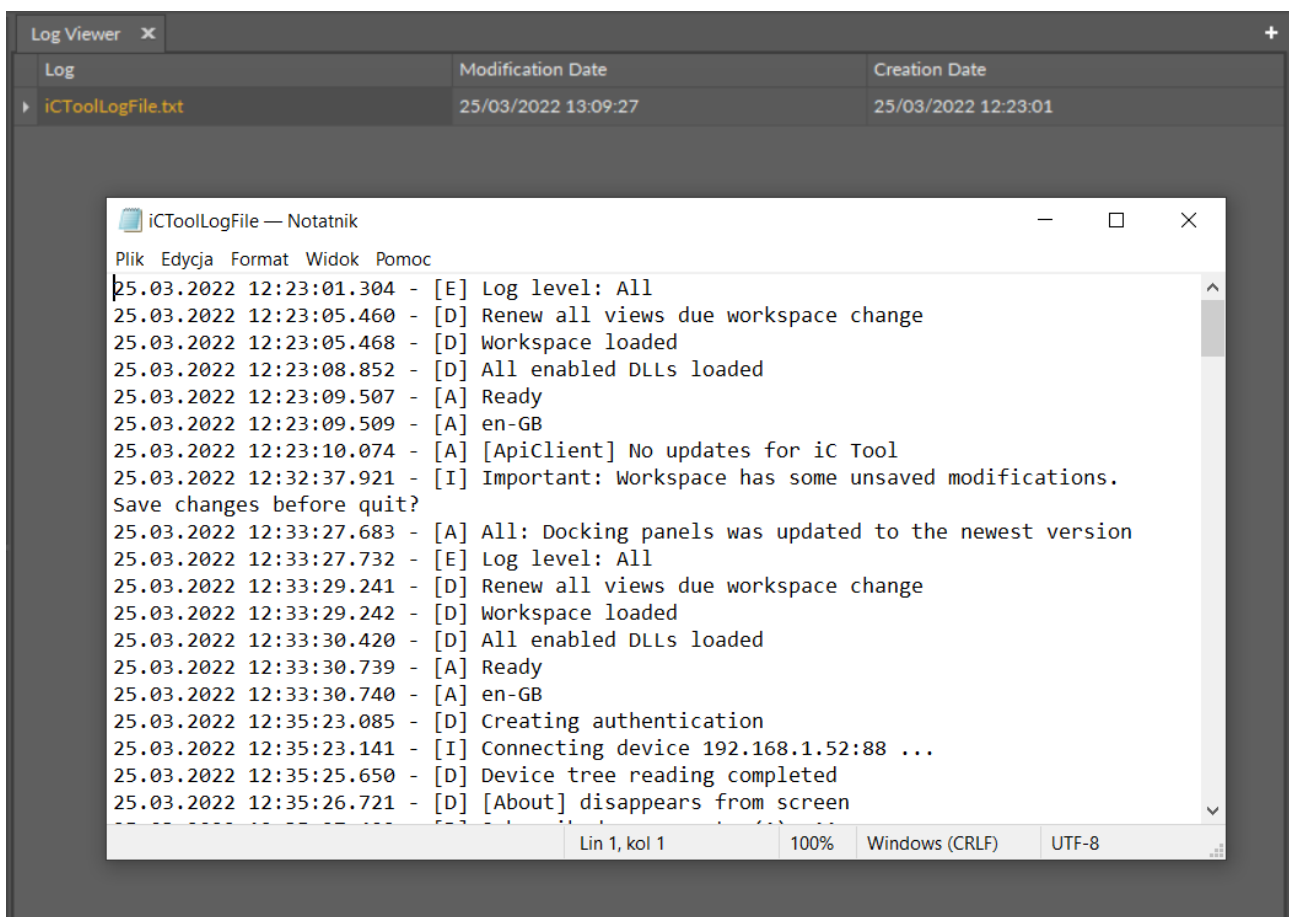 Log Viewer
Log Modification Date Creation Date
iCToolLogFile.txt 25/03/2022 13:09:27 25/03/2022 12:23:01
iCToolLogFile — Notatnik
Plik Edycja Format Widok Pomoc
25.03.2022 12:23:01.304 - [E] Log level: All
25.03.2022 12:23:05.460 - [D] Renew all views due workspace change
25.03.2022 12:23:05.468 - [D] Workspace loaded
25.03.2022 12:23:08.852 - [D] All enabled DLLs loaded
25.03.2022 12:23:09.507 - [A] Ready
25.03.2022 12:23:09.509 - [A] en-GB
25.03.2022 12:23:10.074 - [A] [ApiClient] No updates for iC Tool
25.03.2022 12:32:37.921 - [I] Important: Workspace has some unsaved modifications.
Save changes before quit?
25.03.2022 12:33:27.683 - [A] All: Docking panels was updated to the newest version
25.03.2022 12:33:27.732 - [E] Log level: All
25.03.2022 12:33:29.241 - [D] Renew all views due workspace change
25.03.2022 12:33:29.242 - [D] Workspace loaded
25.03.2022 12:33:30.420 - [D] All enabled DLLs loaded
25.03.2022 12:33:30.739 - [A] Ready
25.03.2022 12:33:30.740 - [A] en-GB
25.03.2022 12:35:23.085 - [D] Creating authentication
25.03.2022 12:35:23.141 - [I] Connecting device 192.168.1.52:88 ...
25.03.2022 12:35:25.650 - [D] Device tree reading completed
25.03.2022 12:35:26.721 - [D] [About] disappears from screen
Lin 1, kol 1 100% Windows (CRLF) UTF-8